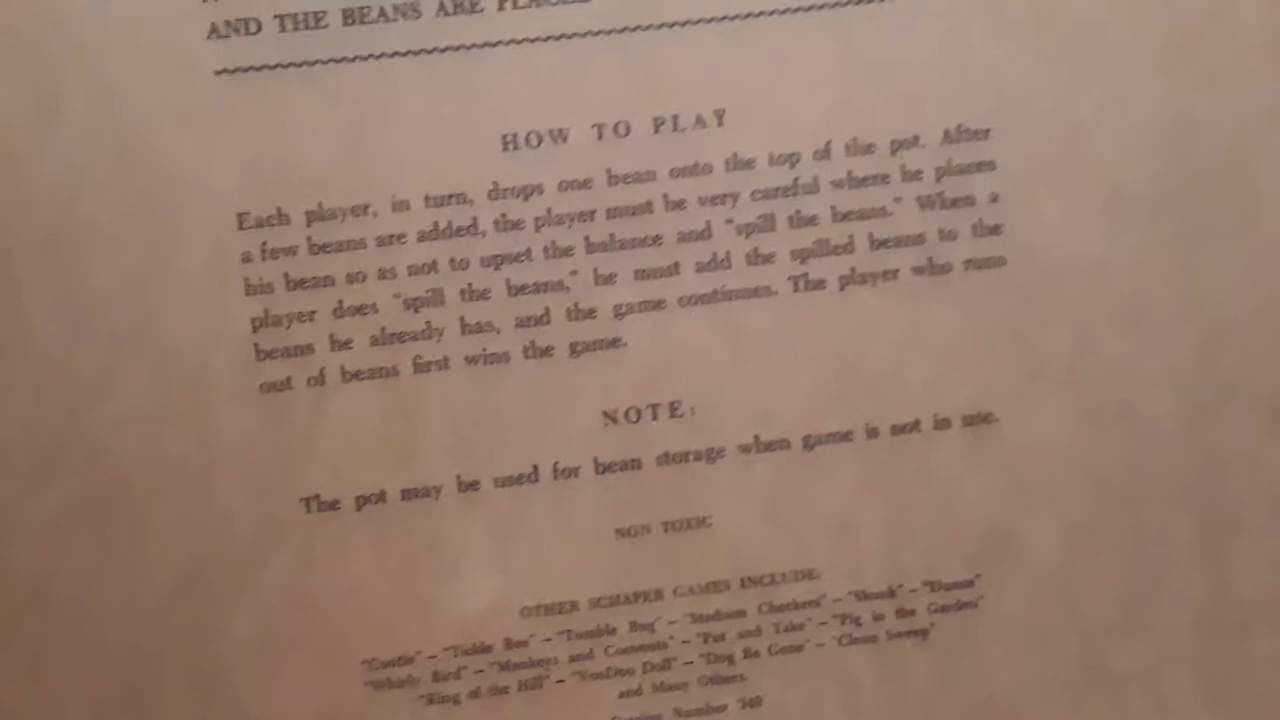 AND THE BEANS ARE PLACED
HOW TO PLAY
Each player, in turn, drops one bean onto the top of the pot. After
a few beans are added, the player must be very careful where he places
his bean so as not to upset the balance and "spill the beans." When a
player does "spill the beans," he must add the spilled beans to the
beans he already has, and the game continues. The player who runs
out of beans first wins the game.
NOTE:
The pot may be used for bean storage when game is not in use.
NON TOXIC
OTHER SCHAPER GAMES INCLUDE:
"Cootie" – "Tickle Bee" – "Tumble Bug" – "Stadium Checkers" – "Skunk" –
"Whirly Bird" – "Monkeys and Coconuts" – "Put and Take" – "Pig in the Garden"
"King of the Hill" – "VooDoo Doll" – "Dog Be Gone" – "Clean Sweep"
and Many Others.
Number 340